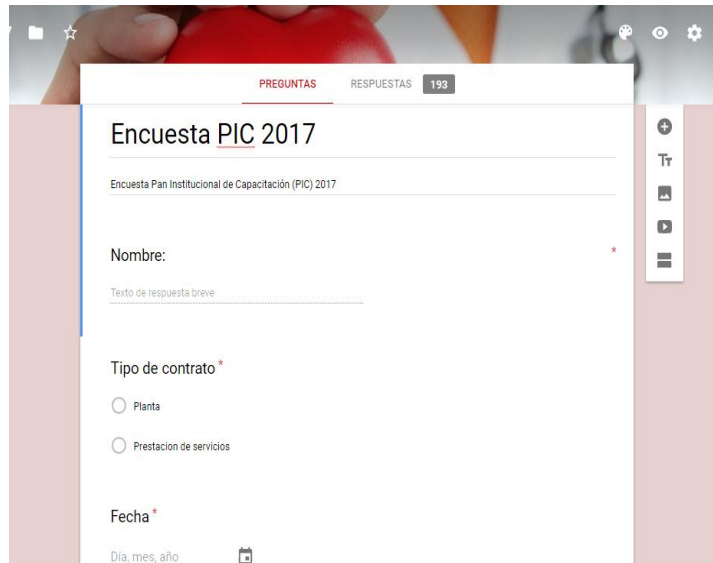 PREGUNTAS RESPUESTAS 193
Encuesta PIC 2017
Encuesta Pan Institucional de Capacitación (PIC) 2017
Nombre: *
Texto de respuesta breve
Tipo de contrato *
Planta
Prestacion de servicios
Fecha *
Día, mes, año